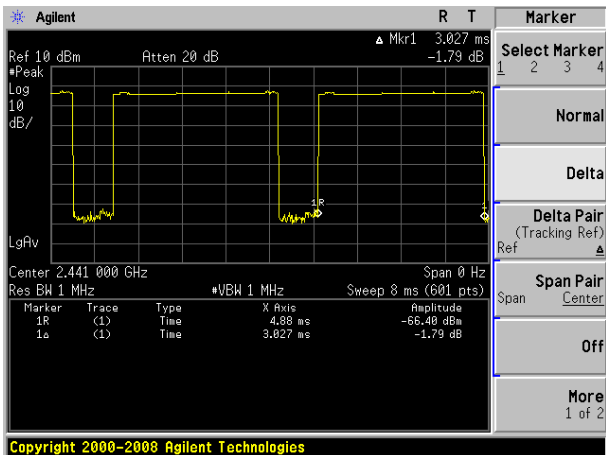 Agilent
R T
Marker
Δ Mkr1 3.027 ms
Ref 10 dBm Atten 20 dB -1.79 dB
#Peak
Log
10
dB/
1R
LgAv
Center 2.441 000 GHz Span 0 Hz
Res BW 1 MHz #VBW 1 MHz Sweep 8 ms (601 pts)
Marker Trace Type X Axis Amplitude
1R (1) Time 4.88 ms -66.40 dBm
1Δ (1) Time 3.027 ms -1.79 dB
Select Marker
1 2 3 4
Normal
Delta
Delta Pair
(Tracking Ref)
Ref Δ
Span Pair
Span Center
Off
More
1 of 2
Copyright 2000-2008 Agilent Technologies